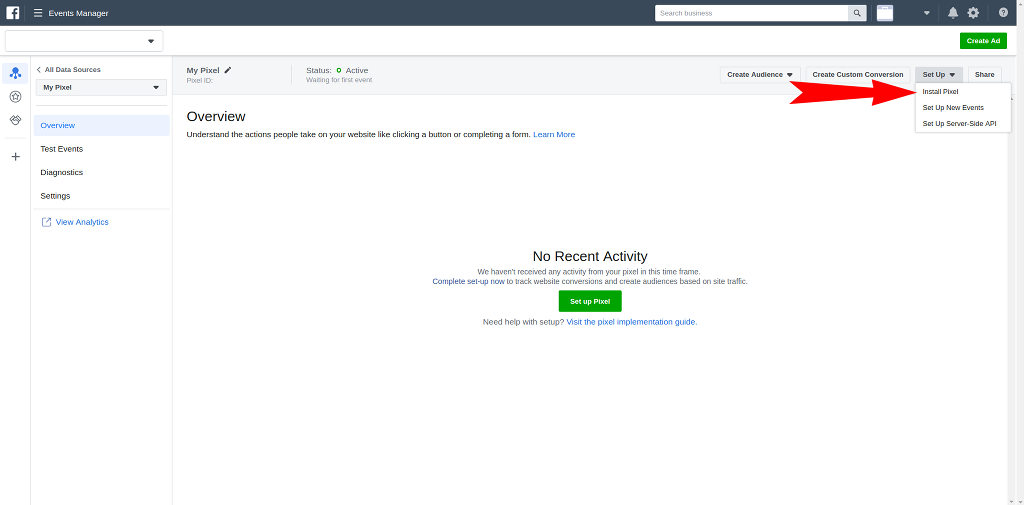 Events Manager
Search business
Create Ad
All Data Sources
My Pixel
Overview
Test Events
Diagnostics
Settings
View Analytics
My Pixel
Pixel ID:
Status: Active
Waiting for first event
Create Audience
Create Custom Conversion
Set Up
Share
Install Pixel
Set Up New Events
Set Up Server-Side API
Overview
Understand the actions people take on your website like clicking a button or completing a form. Learn More
No Recent Activity
We haven't received any activity from your pixel in this time frame.
Complete set-up now to track website conversions and create audiences based on site traffic.
Set up Pixel
Need help with setup? Visit the pixel implementation guide.